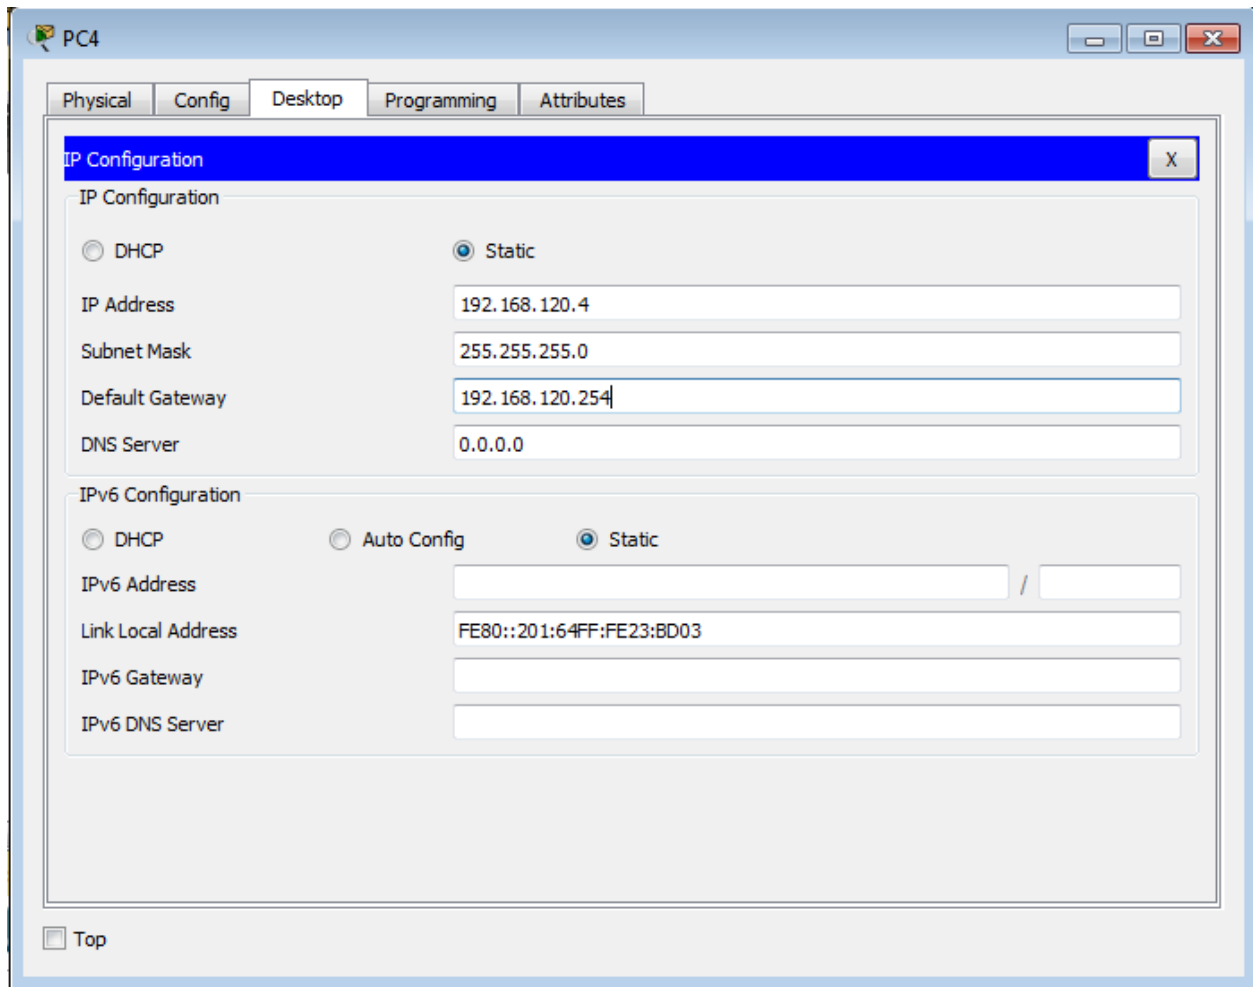 PC4
Physical Config Desktop Programming Attributes
IP Configuration X
IP Configuration
DHCP Static
IP Address 192.168.120.4
Subnet Mask 255.255.255.0
Default Gateway 192.168.120.254
DNS Server 0.0.0.0
IPv6 Configuration
DHCP Auto Config Static
IPv6 Address /
Link Local Address FE80::201:64FF:FE23:BD03
IPv6 Gateway
IPv6 DNS Server
Top